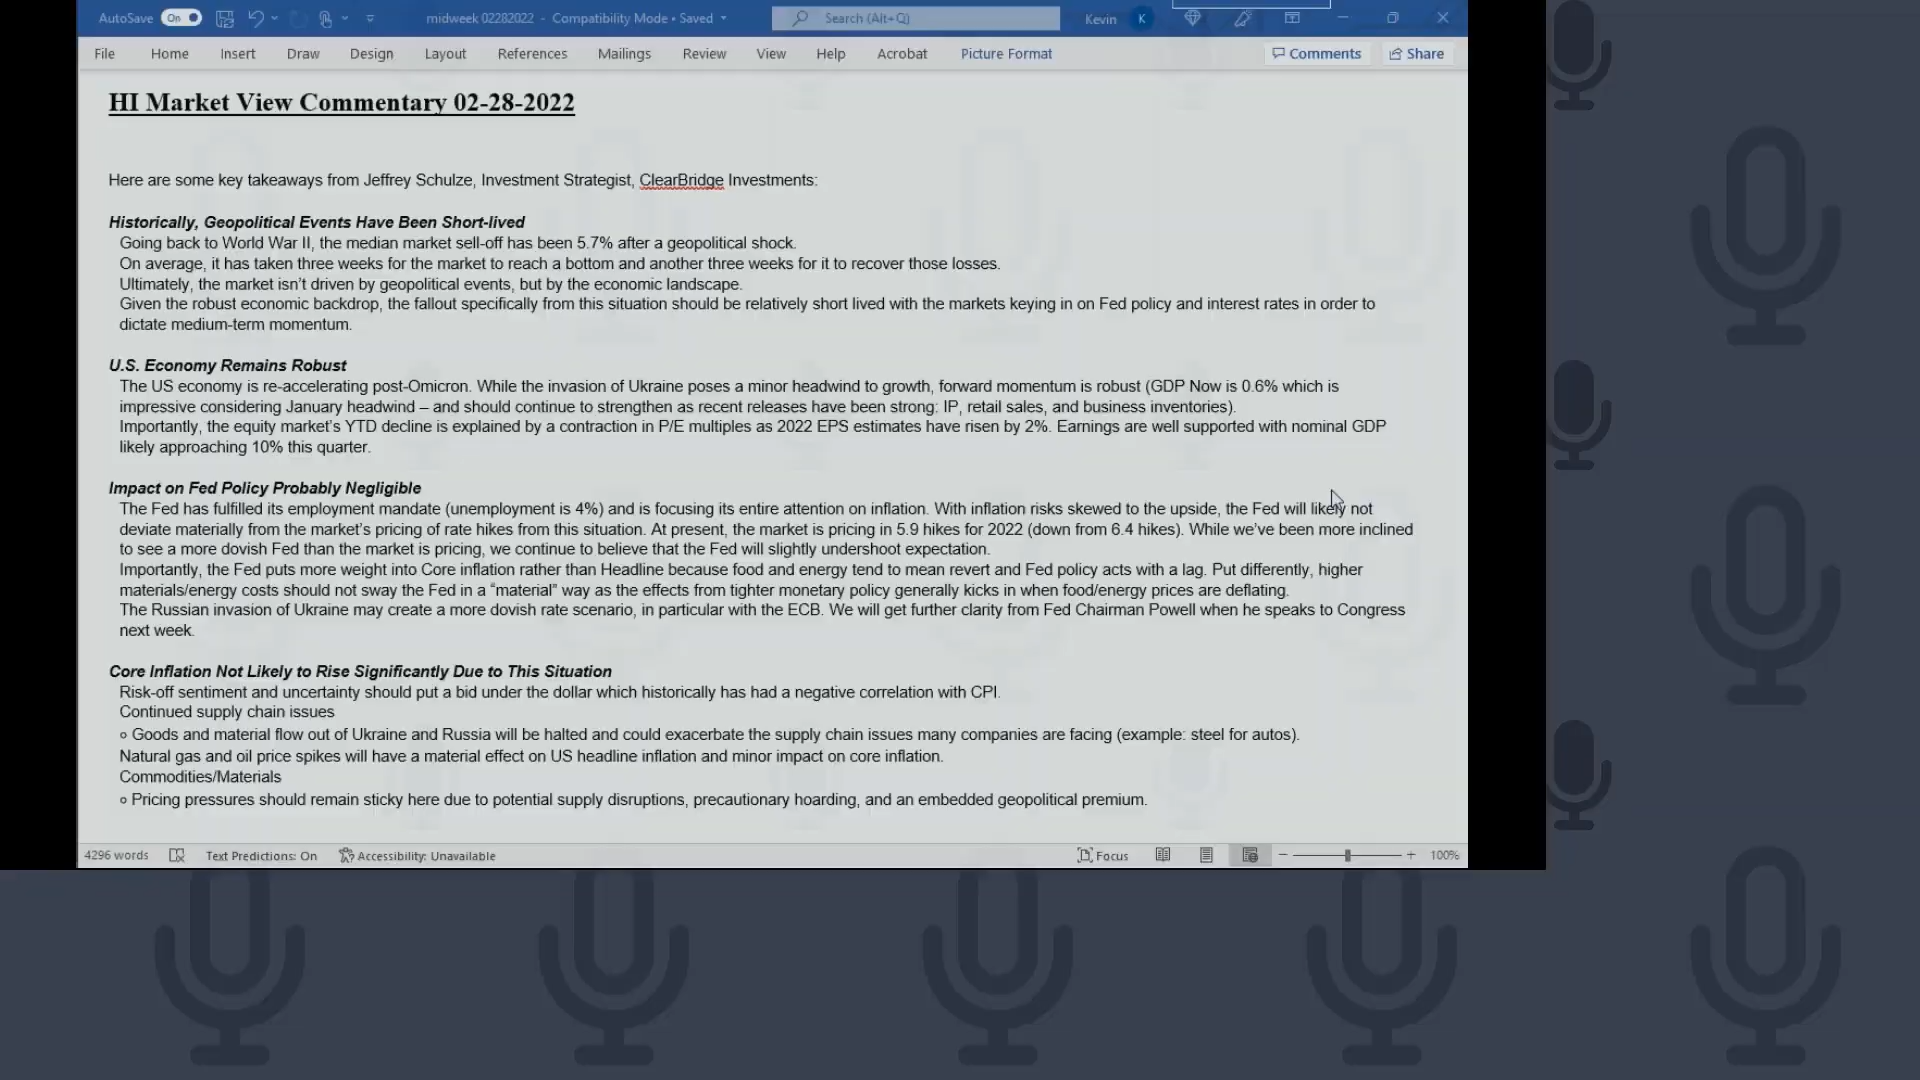 AutoSave On midweek 02282022 - Compatibility Mode • Saved Search (Alt+Q) Kevin K
File Home Insert Draw Design Layout References Mailings Review View Help Acrobat Picture Format Comments Share
HI Market View Commentary 02-28-2022
Here are some key takeaways from Jeffrey Schulze, Investment Strategist, ClearBridge Investments:
Historically, Geopolitical Events Have Been Short-lived
Going back to World War II, the median market sell-off has been 5.7% after a geopolitical shock.
On average, it has taken three weeks for the market to reach a bottom and another three weeks for it to recover those losses.
Ultimately, the market isn’t driven by geopolitical events, but by the economic landscape.
Given the robust economic backdrop, the fallout specifically from this situation should be relatively short lived with the markets keying in on Fed policy and interest rates in order to
dictate medium-term momentum.
U.S. Economy Remains Robust
The US economy is re-accelerating post-Omicron. While the invasion of Ukraine poses a minor headwind to growth, forward momentum is robust (GDP Now is 0.6% which is
impressive considering January headwind – and should continue to strengthen as recent releases have been strong: IP, retail sales, and business inventories).
Importantly, the equity market’s YTD decline is explained by a contraction in P/E multiples as 2022 EPS estimates have risen by 2%. Earnings are well supported with nominal GDP
likely approaching 10% this quarter.
Impact on Fed Policy Probably Negligible
The Fed has fulfilled its employment mandate (unemployment is 4%) and is focusing its entire attention on inflation. With inflation risks skewed to the upside, the Fed will likely not
deviate materially from the market’s pricing of rate hikes from this situation. At present, the market is pricing in 5.9 hikes for 2022 (down from 6.4 hikes). While we’ve been more inclined
to see a more dovish Fed than the market is pricing, we continue to believe that the Fed will slightly undershoot expectation.
Importantly, the Fed puts more weight into Core inflation rather than Headline because food and energy tend to mean revert and Fed policy acts with a lag. Put differently, higher
materials/energy costs should not sway the Fed in a “material” way as the effects from tighter monetary policy generally kicks in when food/energy prices are deflating.
The Russian invasion of Ukraine may create a more dovish rate scenario, in particular with the ECB. We will get further clarity from Fed Chairman Powell when he speaks to Congress
next week.
Core Inflation Not Likely to Rise Significantly Due to This Situation
Risk-off sentiment and uncertainty should put a bid under the dollar which historically has had a negative correlation with CPI.
Continued supply chain issues
o Goods and material flow out of Ukraine and Russia will be halted and could exacerbate the supply chain issues many companies are facing (example: steel for autos).
Natural gas and oil price spikes will have a material effect on US headline inflation and minor impact on core inflation.
Commodities/Materials
o Pricing pressures should remain sticky here due to potential supply disruptions, precautionary hoarding, and an embedded geopolitical premium.
4296 words Text Predictions: On Accessibility: Unavailable Focus 100%